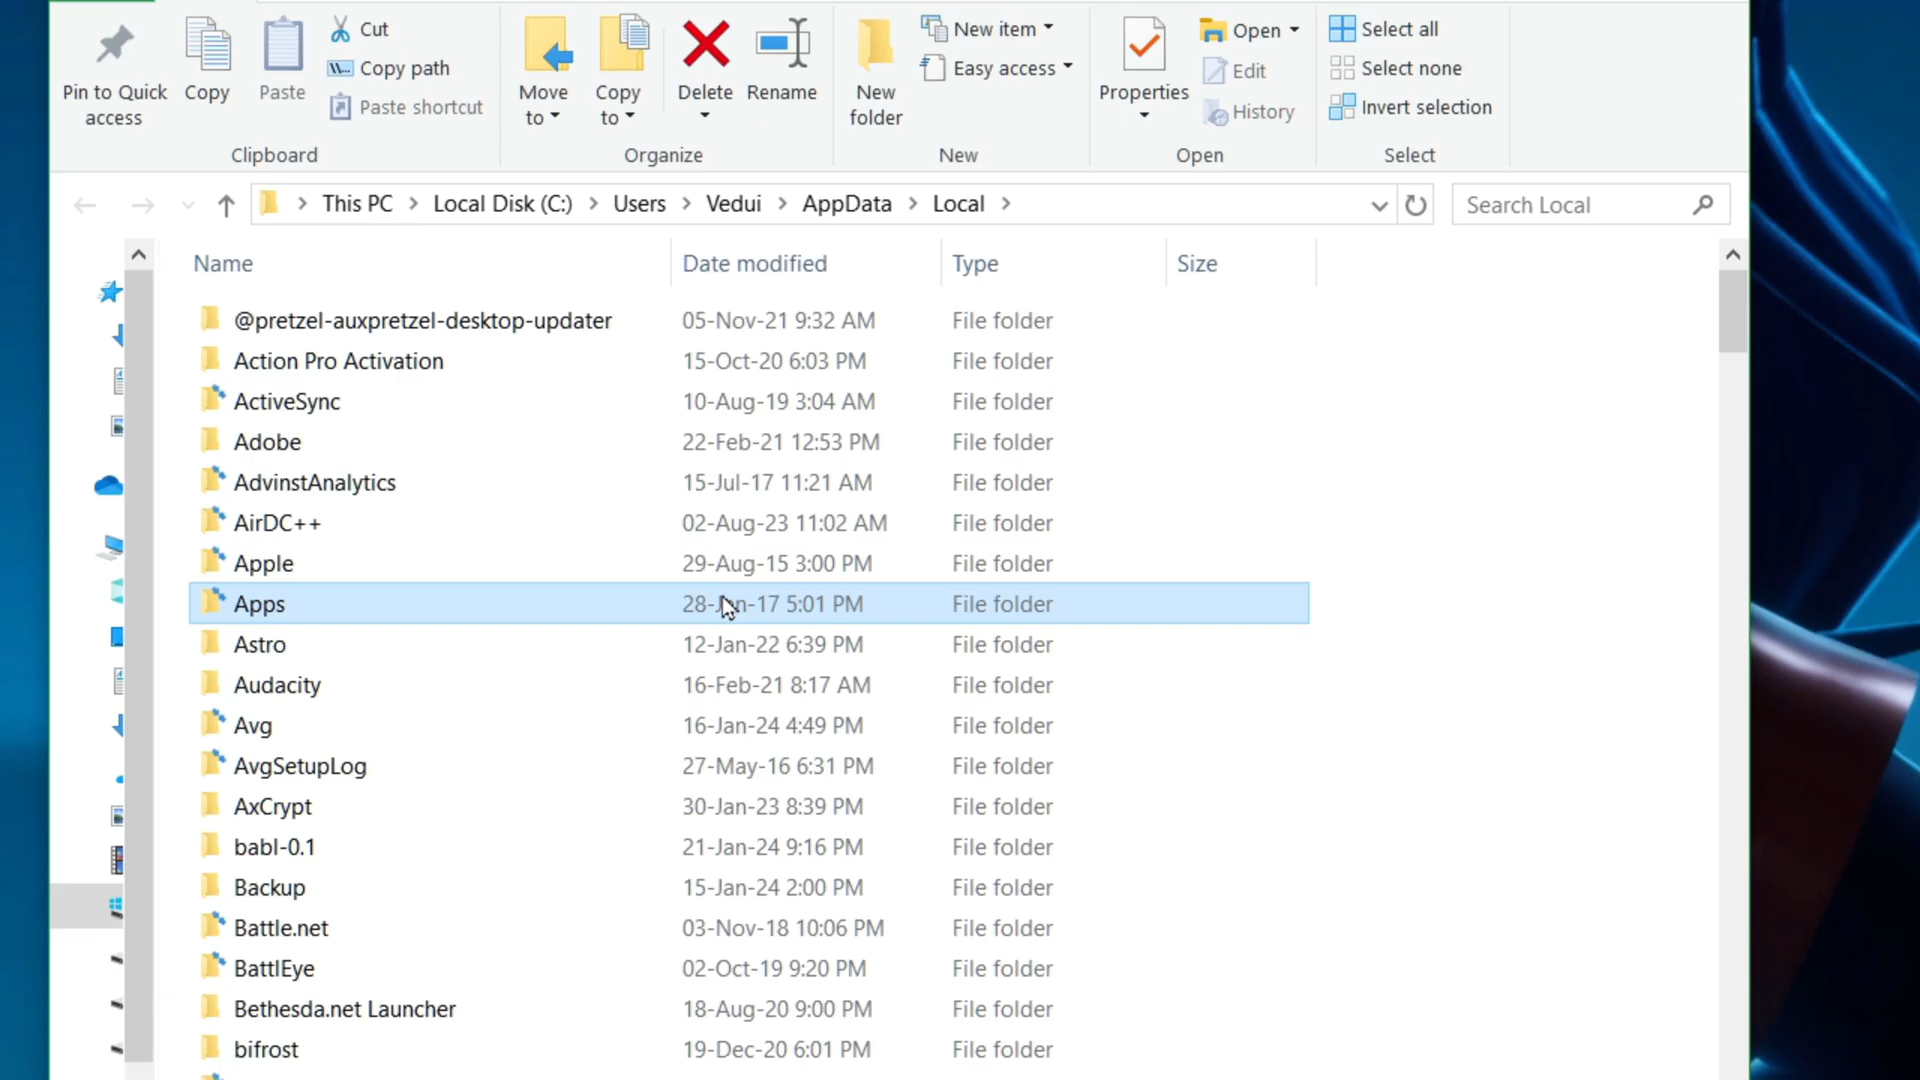 Pin to Quick access
Copy
Paste
Cut
Copy path
Paste shortcut
Clipboard
Move to
Copy to
Delete
Rename
Organize
New folder
New item
Easy access
New
Properties
Open
Edit
History
Open
Select all
Select none
Invert selection
Select
This PC > Local Disk (C:) > Users > Vedui > AppData > Local >
Search Local
Name Date modified Type Size
@pretzel-auxpretzel-desktop-updater 05-Nov-21 9:32 AM File folder
Action Pro Activation 15-Oct-20 6:03 PM File folder
ActiveSync 10-Aug-19 3:04 AM File folder
Adobe 22-Feb-21 12:53 PM File folder
AdvinstAnalytics 15-Jul-17 11:21 AM File folder
AirDC++ 02-Aug-23 11:02 AM File folder
Apple 29-Aug-15 3:00 PM File folder
Apps 28-Jan-17 5:01 PM File folder
Astro 12-Jan-22 6:39 PM File folder
Audacity 16-Feb-21 8:17 AM File folder
Avg 16-Jan-24 4:49 PM File folder
AvgSetupLog 27-May-16 6:31 PM File folder
AxCrypt 30-Jan-23 8:39 PM File folder
babl-0.1 21-Jan-24 9:16 PM File folder
Backup 15-Jan-24 2:00 PM File folder
Battle.net 03-Nov-18 10:06 PM File folder
BattlEye 02-Oct-19 9:20 PM File folder
Bethesda.net Launcher 18-Aug-20 9:00 PM File folder
bifrost 19-Dec-20 6:01 PM File folder